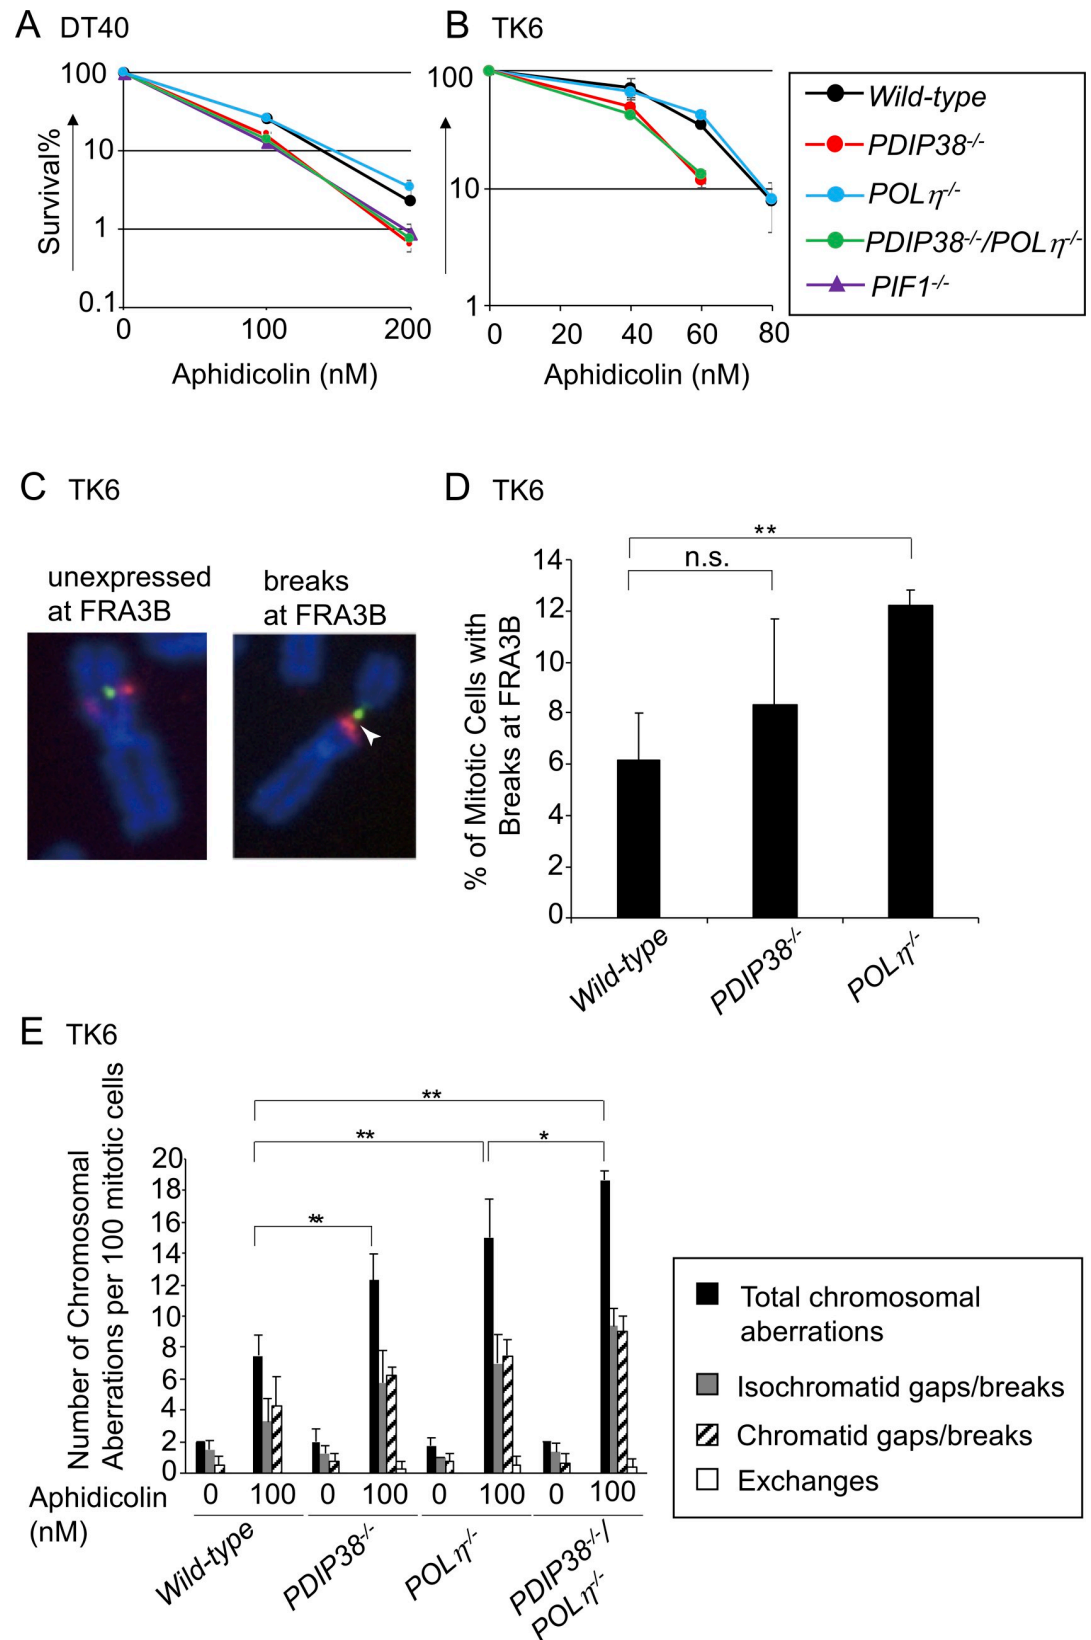 A DT40
Survival%
100
10
1
0.1
0
100
200
Aphidicolin (nM)
B TK6
100
10
1
0
20
40
60
80
Aphidicolin (nM)
Wild-type
PDIP38-/-
POLη-/-
PDIP38-/-/POLη-/-
PIF1-/-
C TK6
unexpressed
at FRA3B
breaks
at FRA3B
D TK6
% of Mitotic Cells with
Breaks at FRA3B
14
12
10
8
6
4
2
0
**
n.s.
Wild-type
PDIP38-/-
POLη-/-
E TK6
Number of Chromosomal
Aberrations per 100 mitotic cells
20
18
16
14
12
10
8
6
4
2
0
**
**
*
**
Aphidicolin
(nM)
0
100
0
100
0
100
0
100
Wild-type
PDIP38-/-
POLη-/-
PDIP38-/-/
POLη-/-
Total chromosomal
aberrations
Isochromatid gaps/breaks
Chromatid gaps/breaks
Exchanges